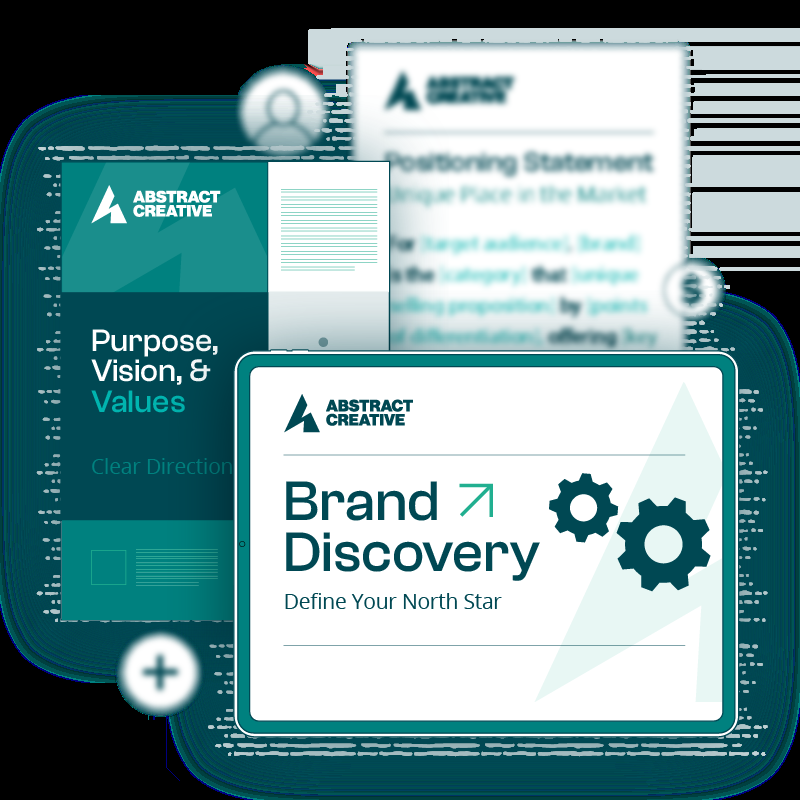 ABSTRACT
CREATIVE
Positioning Statement
Unique Place in the Market
For [target audience], [brand]
is the [category] that [unique
selling proposition] by [points
of differentiation], offering [key
$
ABSTRACT
CREATIVE
Purpose,
Vision, &
Values
Clear Direction
ABSTRACT
CREATIVE
Brand
Discovery
Define Your North Star